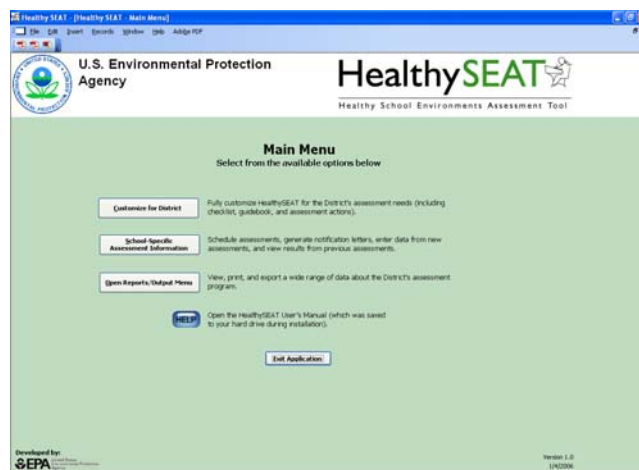 Healthy SEAT - [Healthy SEAT - Main Menu]
File Edit Insert Records Window Help Adobe PDF
U.S. Environmental Protection
Agency
HealthySEAT
Healthy School Environments Assessment Tool
Main Menu
Select from the available options below
Customize for District
Fully customize HealthySEAT for the District's assessment needs (including
checklist, guidebook, and assessment actions).
School-Specific
Assessment Information
Schedule assessments, generate notification letters, enter data from new
assessments, and view results from previous assessments.
Open Reports/Output Menu
View, print, and export a wide range of data about the District's assessment
program.
HELP
Open the HealthySEAT User's Manual (which was saved
to your hard drive during installation).
Exit Application
Developed by:
EPA
Version 1.0
1/4/2006